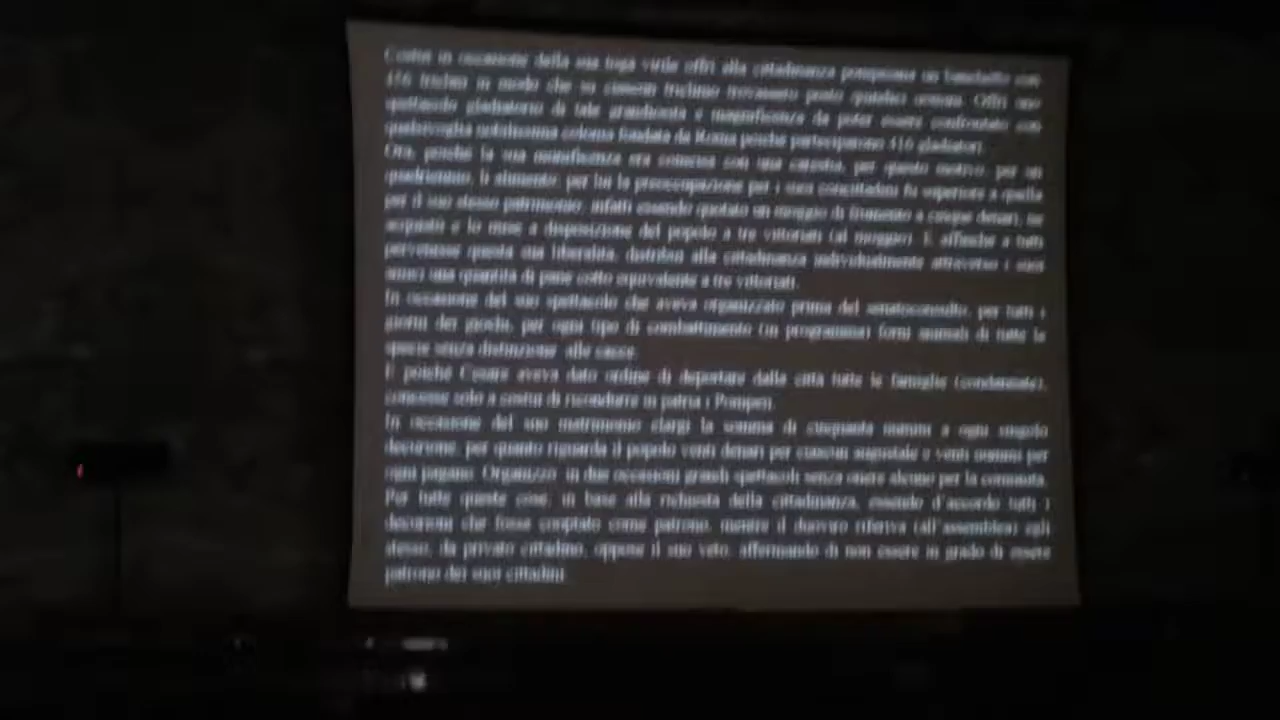 Costui in occasione della sua toga virile offrì alla cittadinanza pompeiana un banchetto con
456 triclini in modo che su ciascun triclinio trovassero posto quindici uomini. Offrì uno
spettacolo gladiatorio di tale grandiosità e magnificenza da poter essere confrontato con
qualsivoglia nobilissima colonia fondata da Roma poiché parteciparono 416 gladiatori.
Ora, poiché la sua munificenza era coincisa con una carestia, per questo motivo, per un
quadriennio, li alimentò: per lui la preoccupazione per i suoi concittadini fu superiore a quella
per il suo stesso patrimonio; infatti essendo quotato un moggio di frumento a cinque denari, ne
acquistò e lo mise a disposizione del popolo a tre vittoriati (al moggio). E affinché a tutti
pervenisse questa sua liberalità, distribuì alla cittadinanza individualmente attraverso i suoi
amici una quantità di pane cotto equivalente a tre vittoriati.
In occasione del suo spettacolo che aveva organizzato prima del senatoconsulto, per tutti i
giorni dei giochi, per ogni tipo di combattimento (in programma) fornì animali di tutte le
specie senza distinzione alle cacce.
E poiché Cesare aveva dato ordine di deportare dalla città tutte le famiglie (condannate),
concesse solo a costui di ricondurre in patria i Pompei.
In occasione del suo matrimonio elargì la somma di cinquanta nummi a ogni singolo
decurione, per quanto riguarda il popolo venti denari per ciascun augustale e venti nummi per
ogni pagano. Organizzò in due occasioni grandi spettacoli senza onere alcuno per la comunità.
Per tutte queste cose, in base alla richiesta della cittadinanza, essendo d'accordo tutti i
decurioni che fosse cooptato come patrono, mentre il duoviro riferiva (all'assemblea) egli
stesso, da privato cittadino, oppose il suo veto, affermando di non essere in grado di essere
patrono dei suoi cittadini.